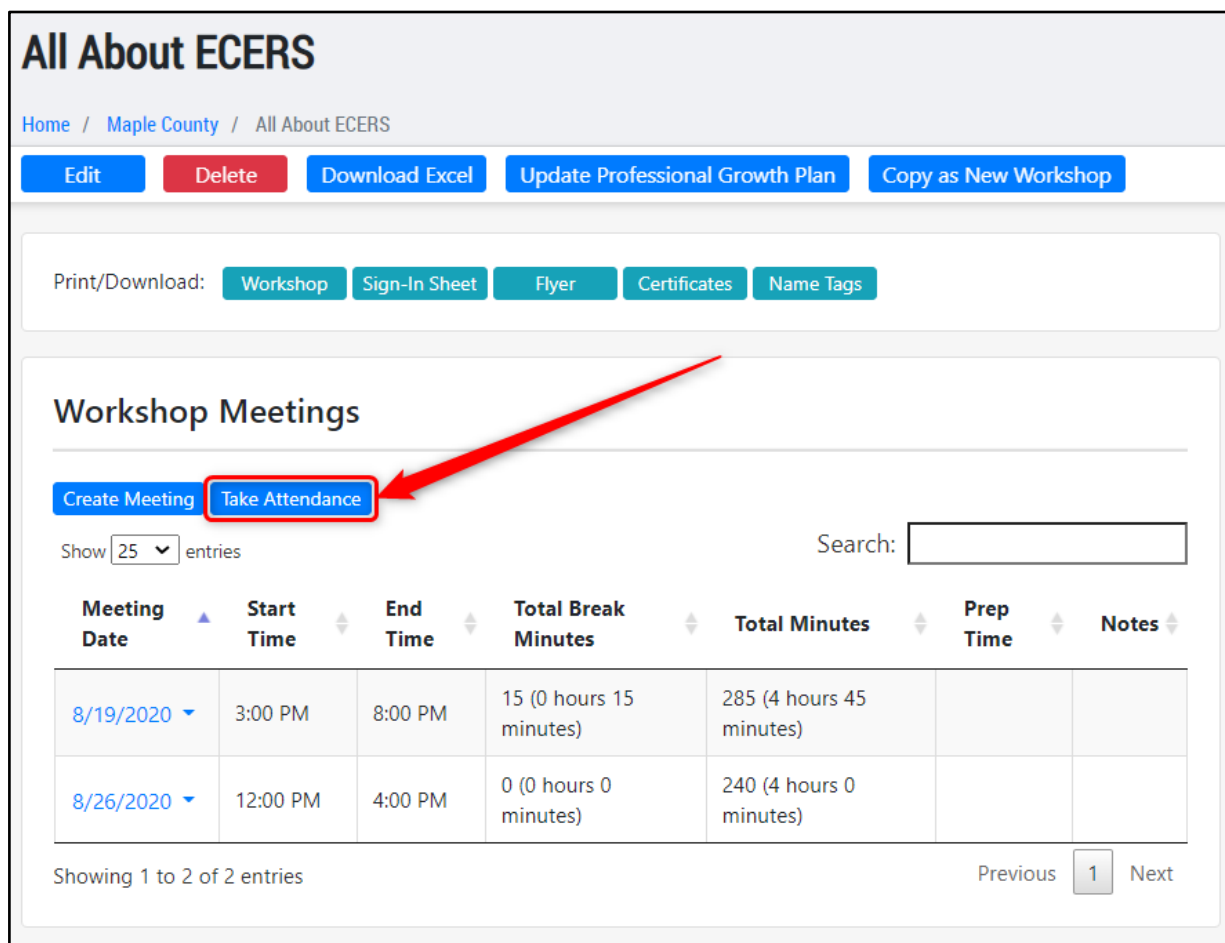 All About ECERS
Home / Maple County / All About ECERS
Edit Delete Download Excel Update Professional Growth Plan Copy as New Workshop
Print/Download: Workshop Sign-In Sheet Flyer Certificates Name Tags
Workshop Meetings
Create Meeting Take Attendance
Show 25 entries Search:
Meeting Date Start Time End Time Total Break Minutes Total Minutes Prep Time Notes
8/19/2020 3:00 PM 8:00 PM 15 (0 hours 15 minutes) 285 (4 hours 45 minutes)
8/26/2020 12:00 PM 4:00 PM 0 (0 hours 0 minutes) 240 (4 hours 0 minutes)
Showing 1 to 2 of 2 entries Previous 1 Next